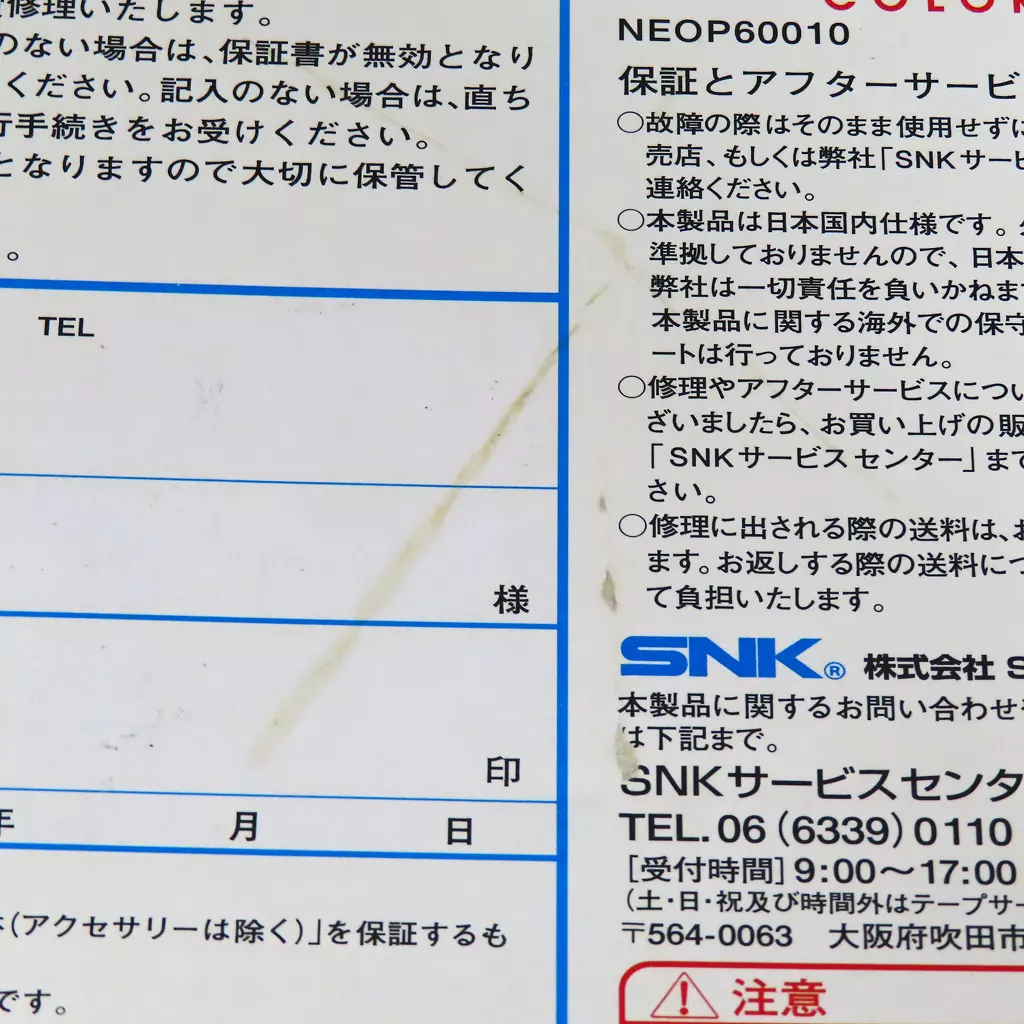 修理いたします。
のない場合は、保証書が無効となり
ください。記入のない場合は、直ち
行手続きをお受けください。
となりますので大切に保管してく
。
TEL
様
印
年 月 日
(アクセサリーは除く)」を保証するも
です。
COLOR
NEOP60010
保証とアフターサービ
○故障の際はそのまま使用せずに
売店、もしくは弊社「SNKサービ
連絡ください。
○本製品は日本国内仕様です。
準拠しておりませんので、日本
弊社は一切責任を負いかねま
本製品に関する海外での保守
ートは行っておりません。
○修理やアフターサービスについ
ざいましたら、お買い上げの販
「SNKサービスセンター」まで
さい。
○修理に出される際の送料は、お
ます。お返しする際の送料につ
て負担いたします。
SNK® 株式会社 S
本製品に関するお問い合わせ
は下記まで。
SNKサービスセンタ
TEL.06(6339)0110
[受付時間]9:00〜17:00
(土・日・祝及び時間外はテープサー
〒564-0063 大阪府吹田市
注意